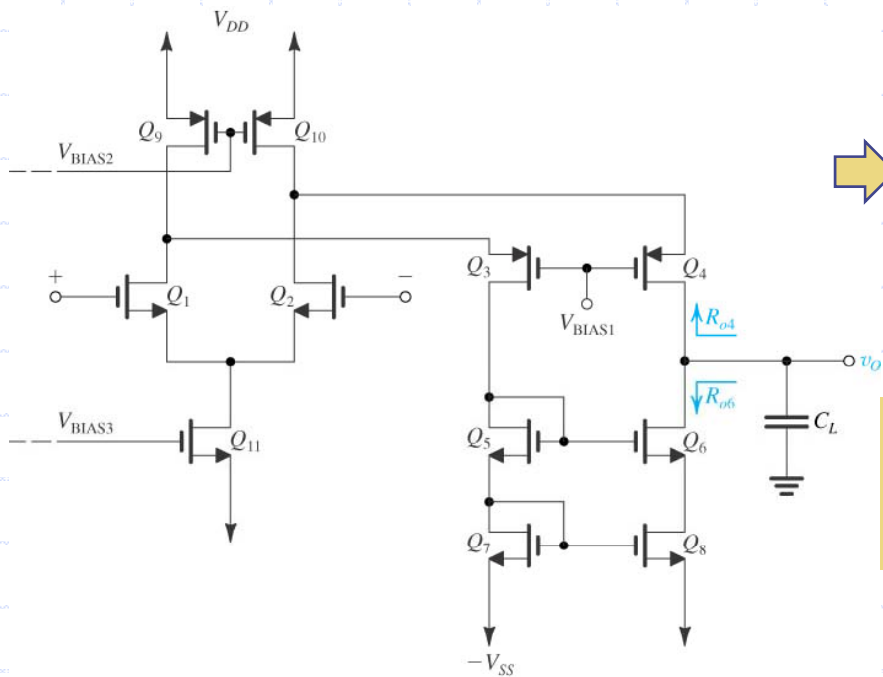 V_DD
Q_9
Q_10
V_BIAS2
+
−
Q_1
Q_2
Q_3
Q_4
V_BIAS1
R_o4
v_O
R_o6
C_L
V_BIAS3
Q_11
Q_5
Q_6
Q_7
Q_8
−V_SS